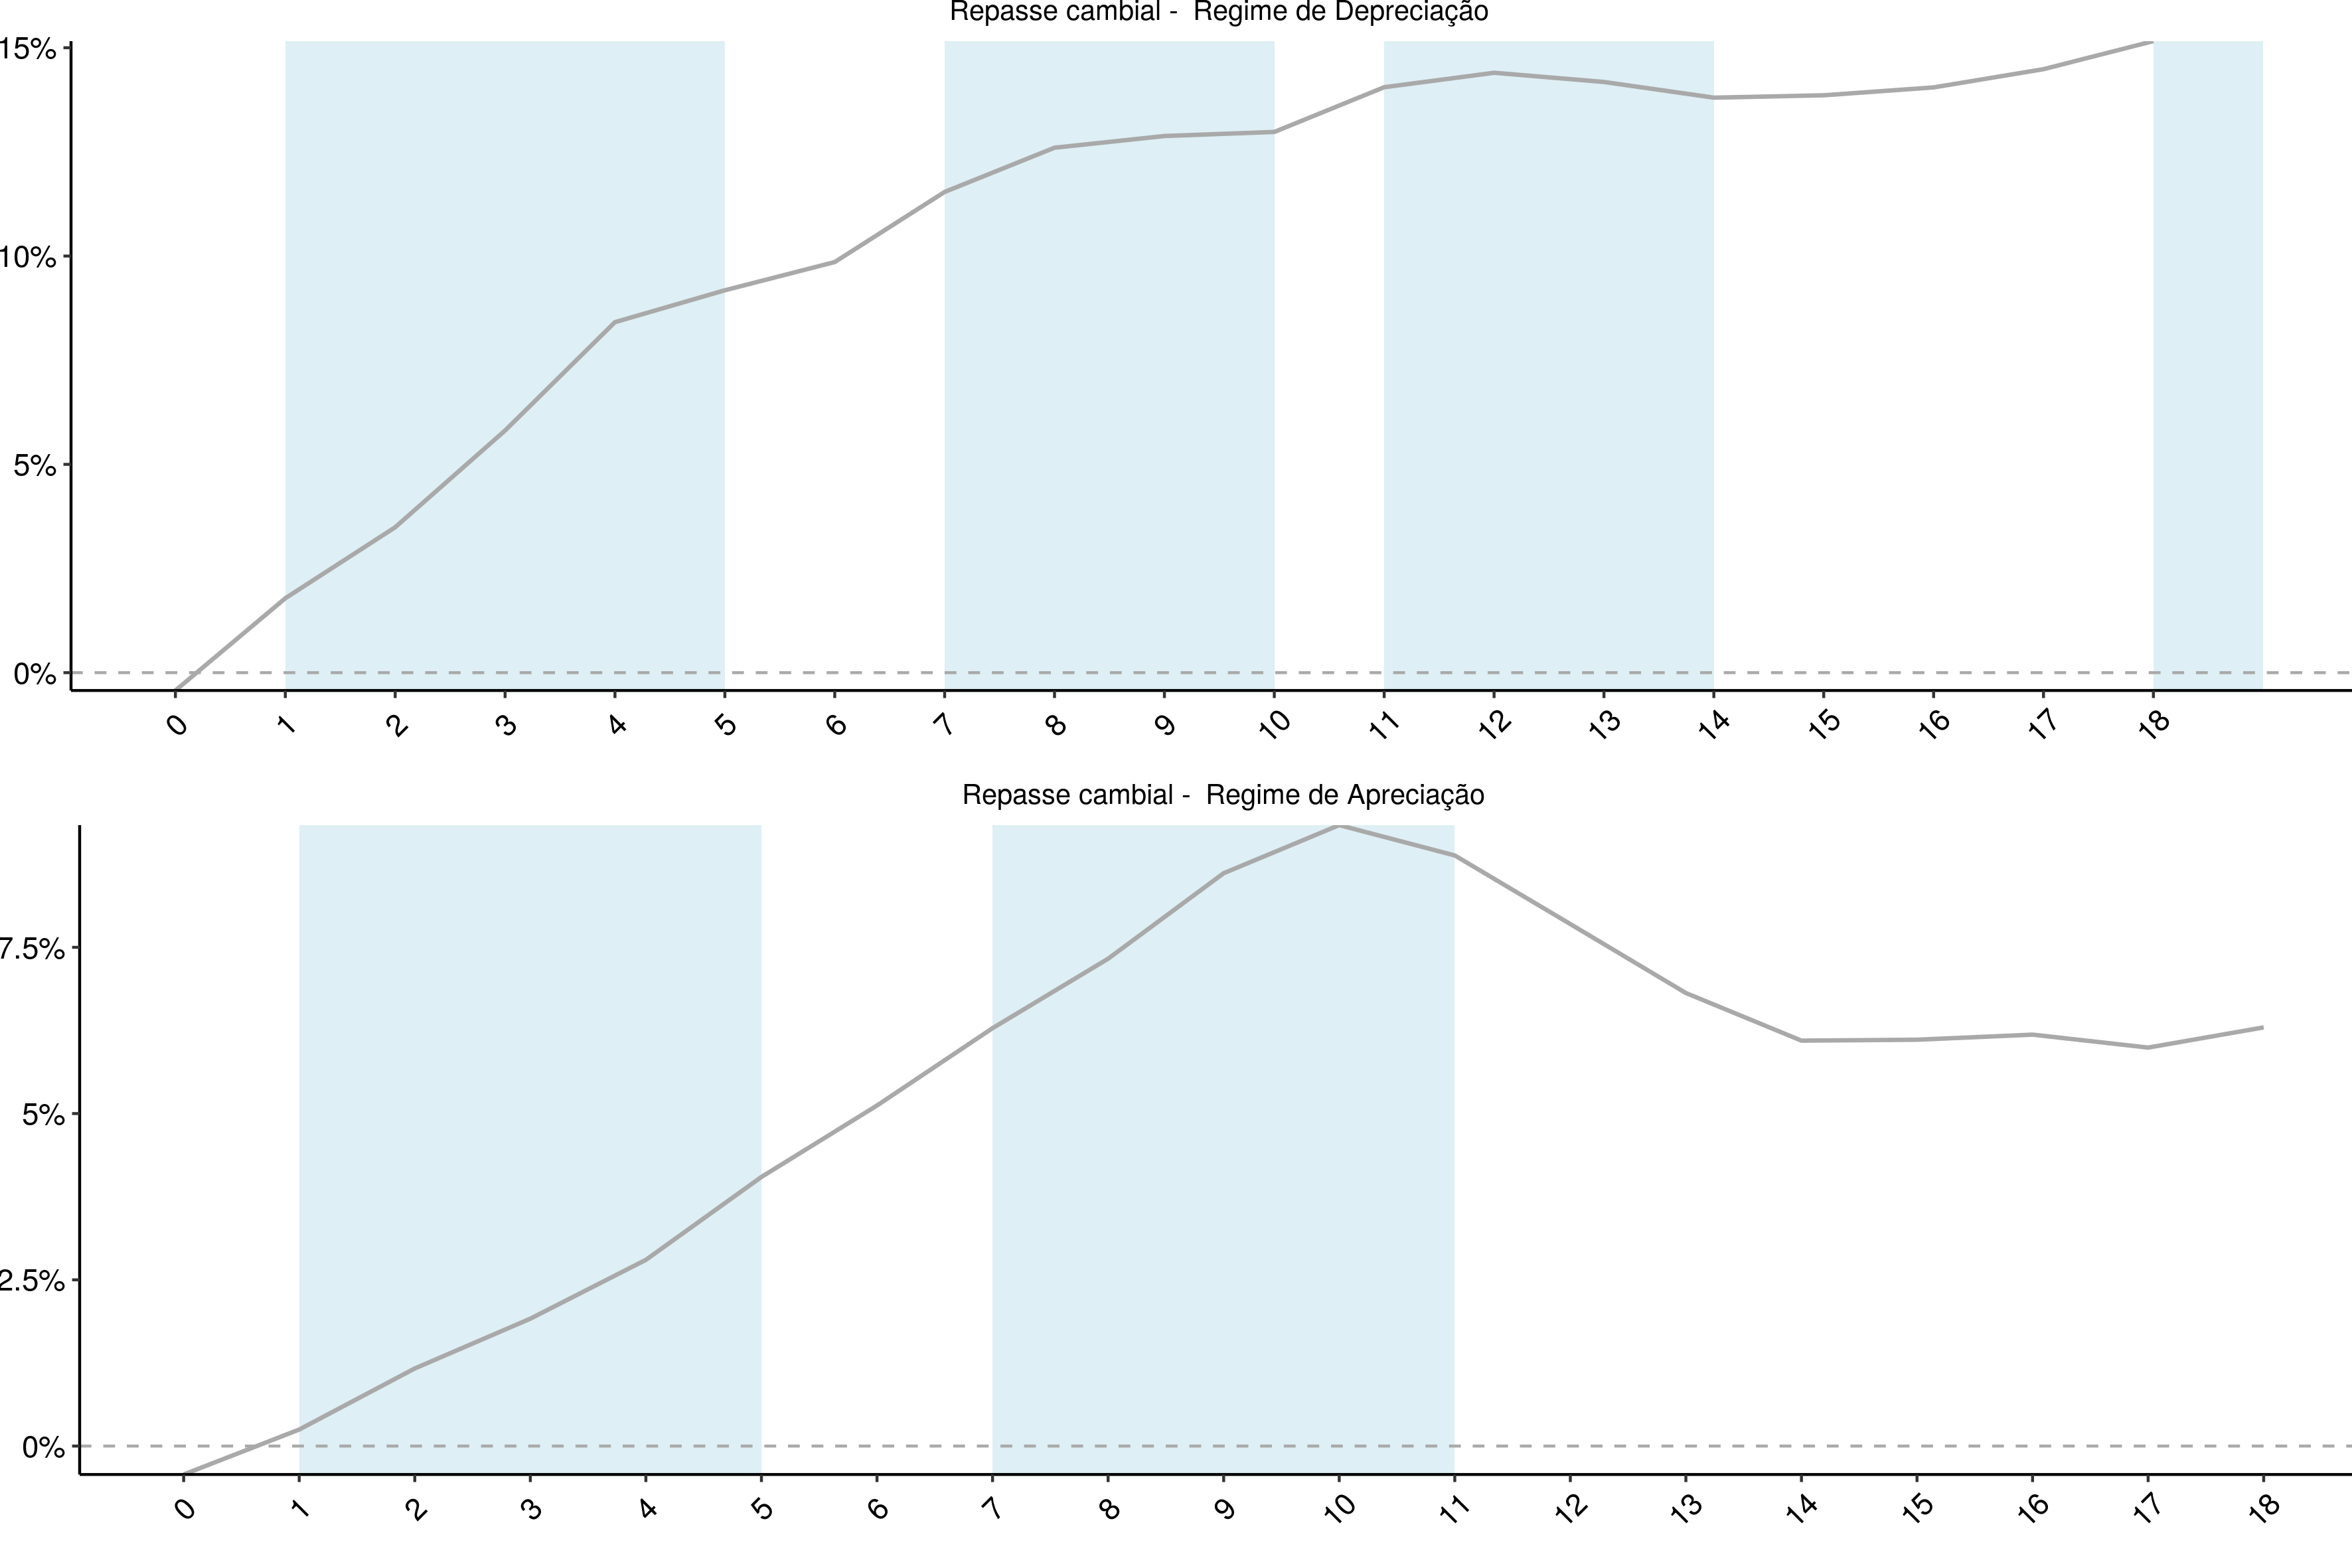 Repasse cambial -  Regime de Depreciação
15%
10%
5%
0%
0 1 2 3 4 5 6 7 8 9 10 11 12 13 14 15 16 17 18
Repasse cambial -  Regime de Apreciação
7.5%
5%
2.5%
0%
0 1 2 3 4 5 6 7 8 9 10 11 12 13 14 15 16 17 18